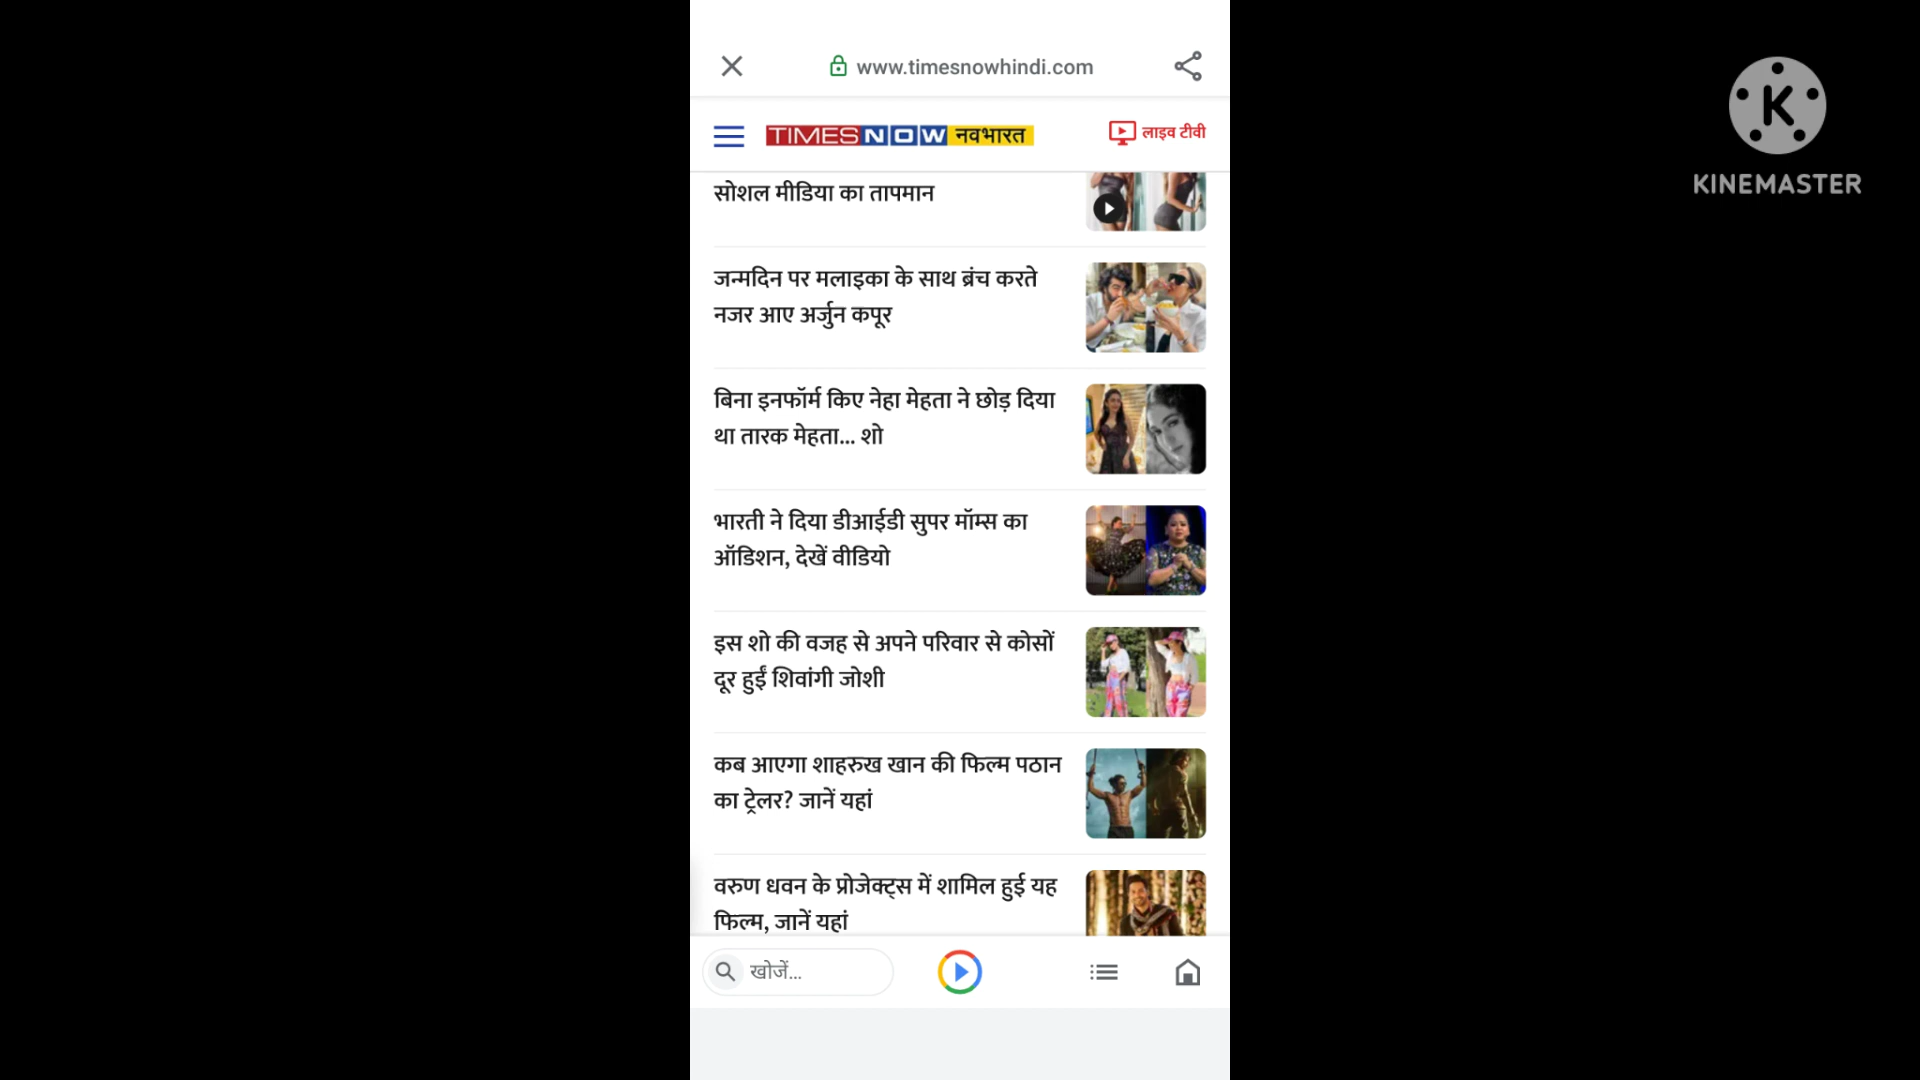 www.timesnowhindi.com
KINEMASTER
TIMES NOW नवभारत
लाइव टीवी
सोशल मीडिया का तापमान
जन्मदिन पर मलाइका के साथ ब्रंच करते
नजर आए अर्जुन कपूर
बिना इनफॉर्म किए नेहा मेहता ने छोड़ दिया
था तारक मेहता... शो
भारती ने दिया डीआईडी सुपर मॉम्स का
ऑडिशन, देखें वीडियो
इस शो की वजह से अपने परिवार से कोसों
दूर हुईं शिवांगी जोशी
कब आएगा शाहरुख खान की फिल्म पठान
का ट्रेलर? जानें यहां
वरुण धवन के प्रोजेक्ट्स में शामिल हुई यह
फिल्म, जानें यहां
खोजें...